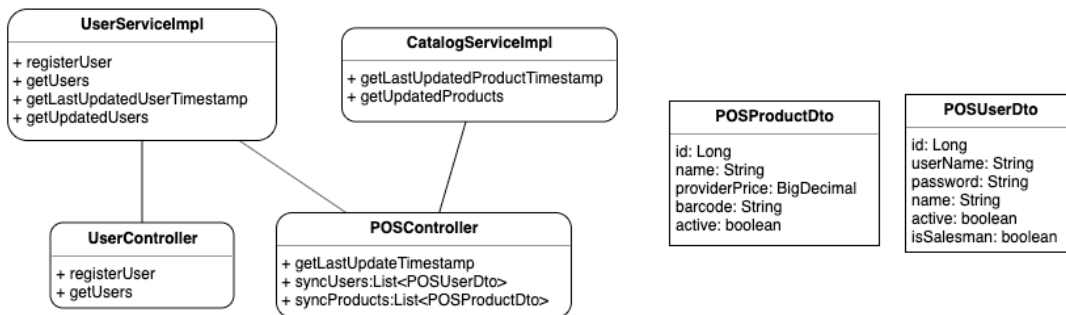 UserServiceImpl
+ registerUser
+ getUsers
+ getLastUpdatedUserTimestamp
+ getUpdatedUsers
CatalogServiceImpl
+ getLastUpdatedProductTimestamp
+ getUpdatedProducts
UserController
+ registerUser
+ getUsers
POSController
+ getLastUpdateTimestamp
+ syncUsers:List<POSUserDto>
+ syncProducts:List<POSProductDto>
POSProductDto
id: Long
name: String
providerPrice: BigDecimal
barcode: String
active: boolean
POSUserDto
id: Long
userName: String
password: String
name: String
active: boolean
isSalesman: boolean